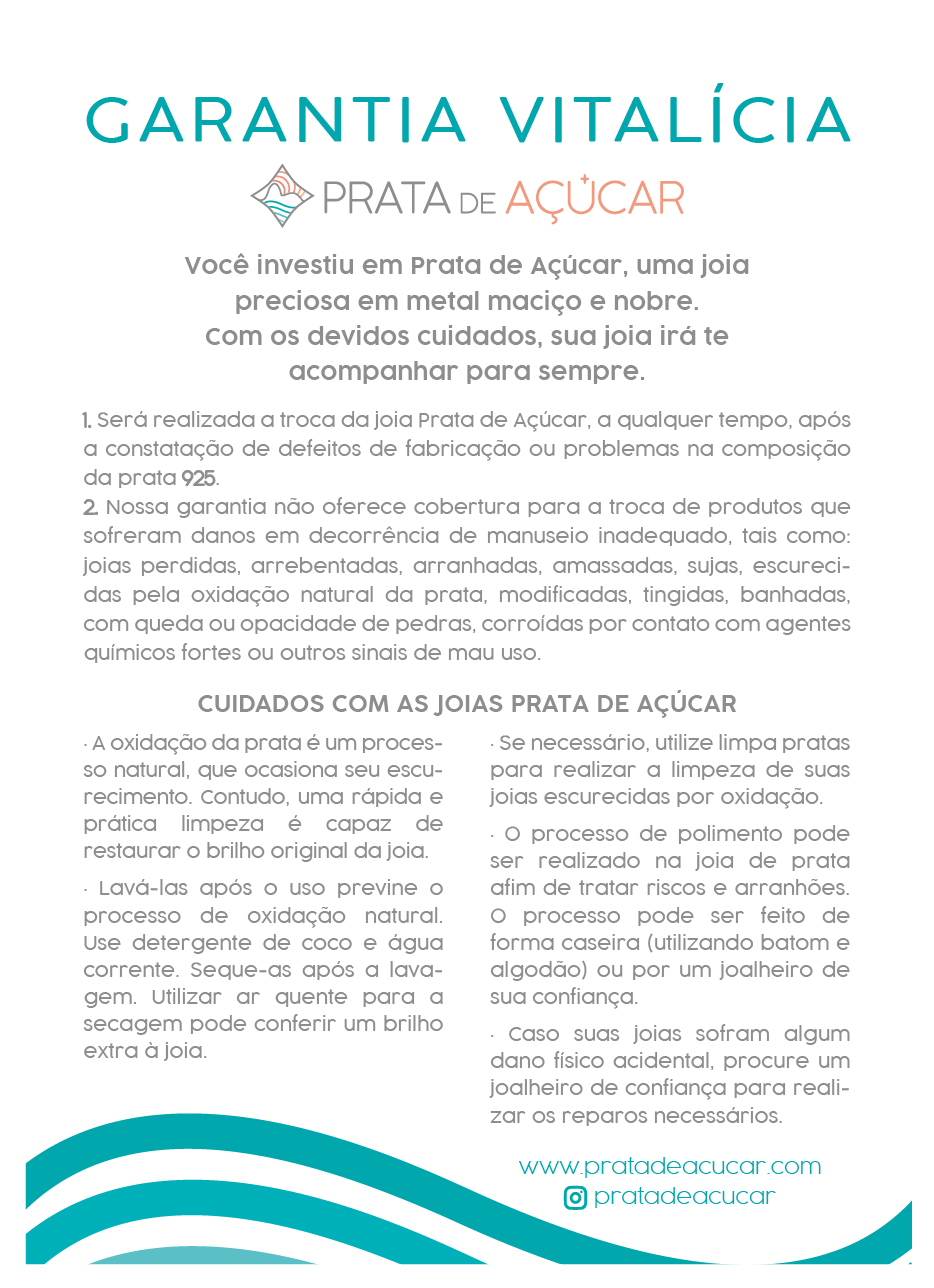 GARANTIA VITALÍCIA
PRATA DE AÇÚCAR
Você investiu em Prata de Açúcar, uma joia
preciosa em metal maciço e nobre.
Com os devidos cuidados, sua joia irá te
acompanhar para sempre.
1. Será realizada a troca da joia Prata de Açúcar, a qualquer tempo, após
a constatação de defeitos de fabricação ou problemas na composição
da prata 925.
2. Nossa garantia não oferece cobertura para a troca de produtos que
sofreram danos em decorrência de manuseio inadequado, tais como:
joias perdidas, arrebentadas, arranhadas, amassadas, sujas, escureci-
das pela oxidação natural da prata, modificadas, tingidas, banhadas,
com queda ou opacidade de pedras, corroídas por contato com agentes
químicos fortes ou outros sinais de mau uso.
CUIDADOS COM AS JOIAS PRATA DE AÇÚCAR
· A oxidação da prata é um proces-
so natural, que ocasiona seu escu-
recimento. Contudo, uma rápida e
prática limpeza é capaz de
restaurar o brilho original da joia.
· Lavá-las após o uso previne o
processo de oxidação natural.
Use detergente de coco e água
corrente. Seque-as após a lava-
gem. Utilizar ar quente para a
secagem pode conferir um brilho
extra à joia.
· Se necessário, utilize limpa pratas
para realizar a limpeza de suas
joias escurecidas por oxidação.
· O processo de polimento pode
ser realizado na joia de prata
afim de tratar riscos e arranhões.
O processo pode ser feito de
forma caseira (utilizando batom e
algodão) ou por um joalheiro de
sua confiança.
· Caso suas joias sofram algum
dano físico acidental, procure um
joalheiro de confiança para reali-
zar os reparos necessários.
www.pratadeacucar.com
pratadeacucar